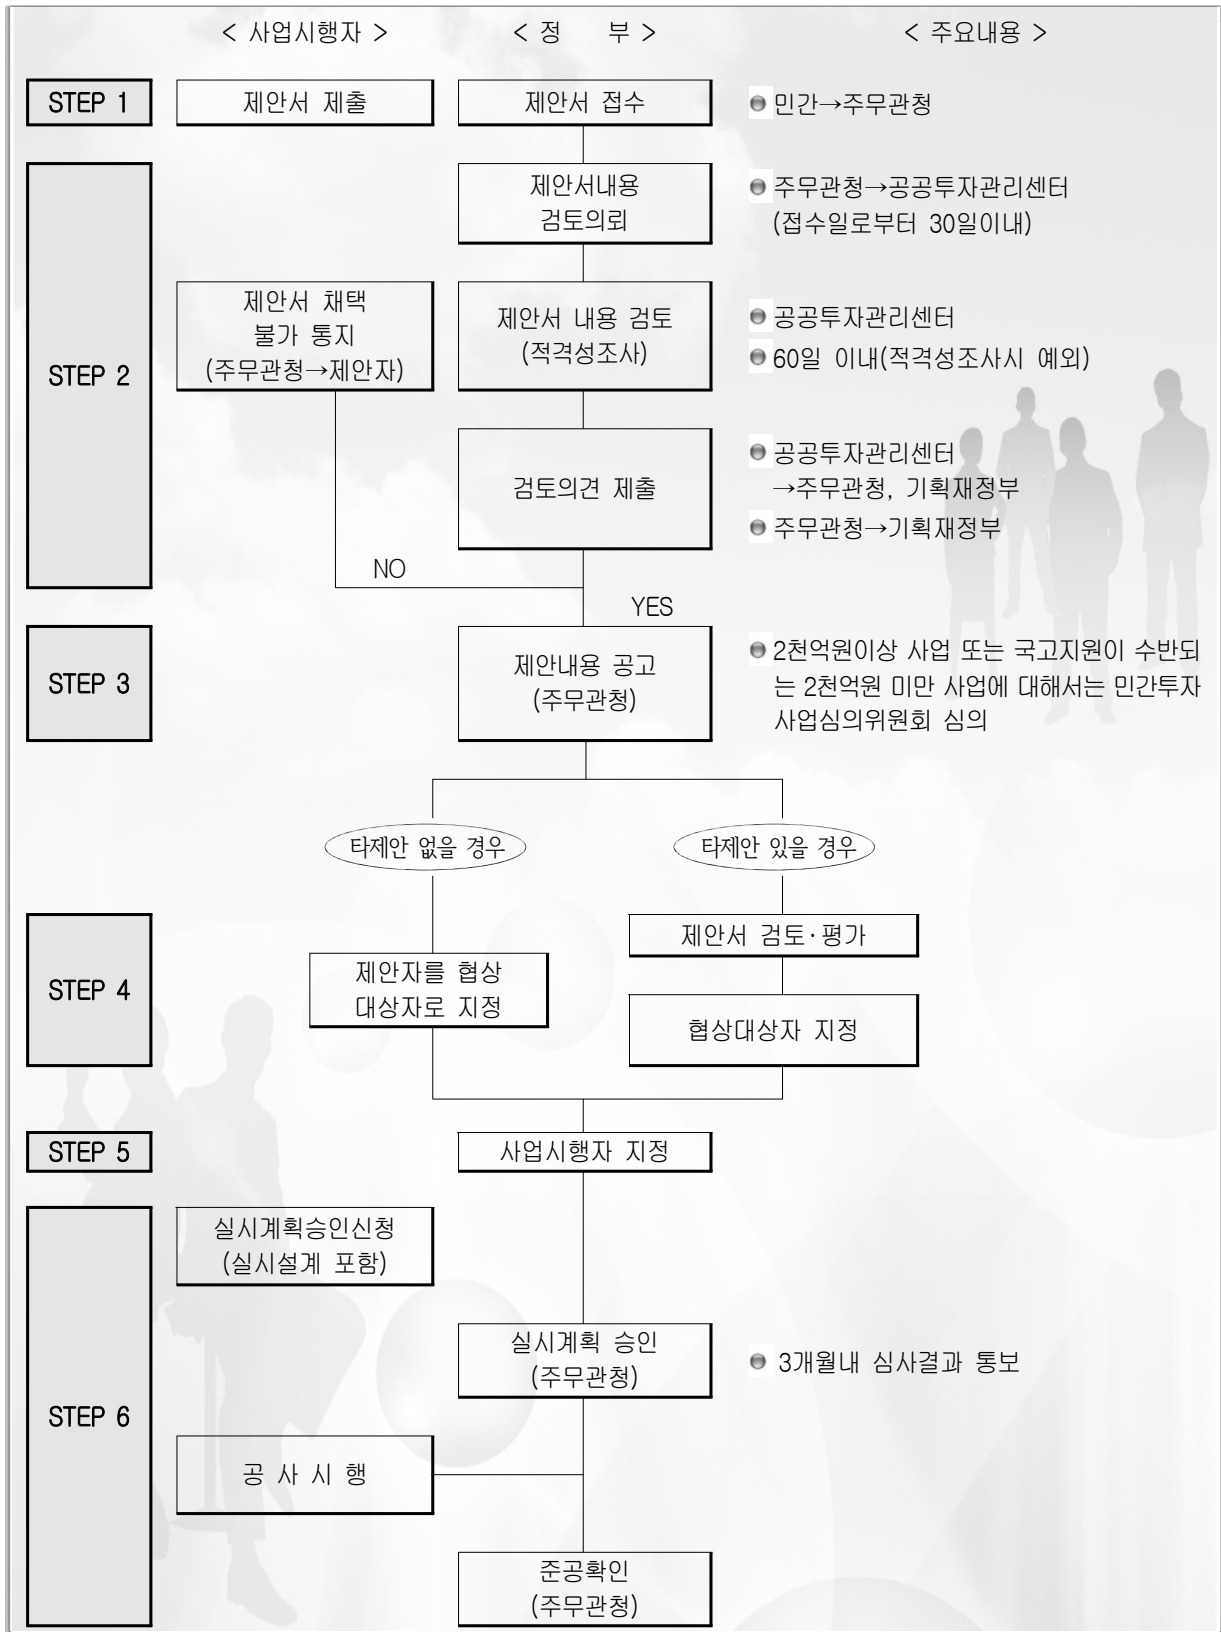 < 사업시행자 >
< 정 부 >
< 주요내용 >
STEP 1
제안서 제출
제안서 접수
민간→주무관청
STEP 2
제안서내용
검토의뢰
주무관청→공공투자관리센터
(접수일로부터 30일이내)
제안서 채택
불가 통지
(주무관청→제안자)
제안서 내용 검토
(적격성조사)
공공투자관리센터
60일 이내(적격성조사시 예외)
검토의견 제출
공공투자관리센터
→주무관청, 기획재정부
주무관청→기획재정부
NO
YES
STEP 3
제안내용 공고
(주무관청)
2천억원이상 사업 또는 국고지원이 수반되
는 2천억원 미만 사업에 대해서는 민간투자
사업심의위원회 심의
타제안 없을 경우
타제안 있을 경우
STEP 4
제안자를 협상
대상자로 지정
제안서 검토·평가
협상대상자 지정
STEP 5
사업시행자 지정
STEP 6
실시계획승인신청
(실시설계 포함)
실시계획 승인
(주무관청)
3개월내 심사결과 통보
공 사 시 행
준공확인
(주무관청)